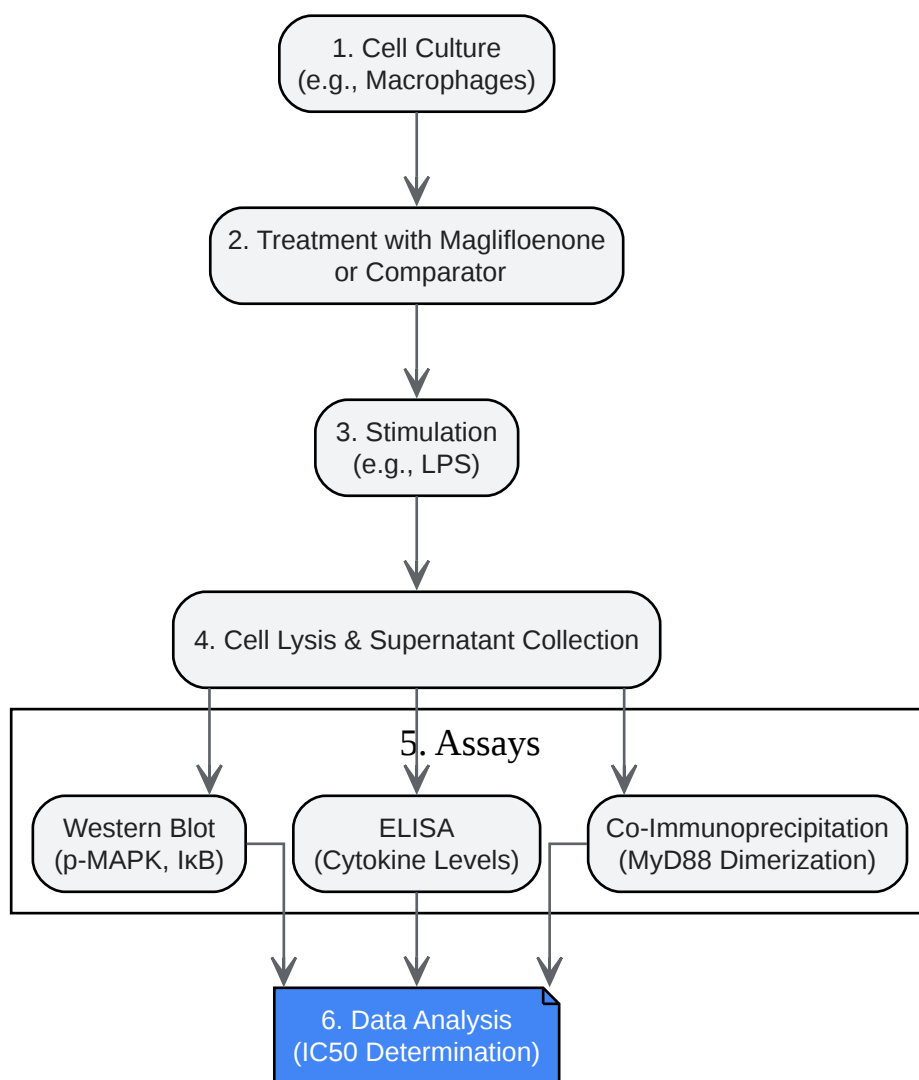 1. Cell Culture
(e.g., Macrophages)
2. Treatment with Maglifloenone
or Comparator
3. Stimulation
(e.g., LPS)
4. Cell Lysis & Supernatant Collection
5. Assays
Western Blot
(p-MAPK, IκB)
ELISA
(Cytokine Levels)
Co-Immunoprecipitation
(MyD88 Dimerization)
6. Data Analysis
(IC50 Determination)